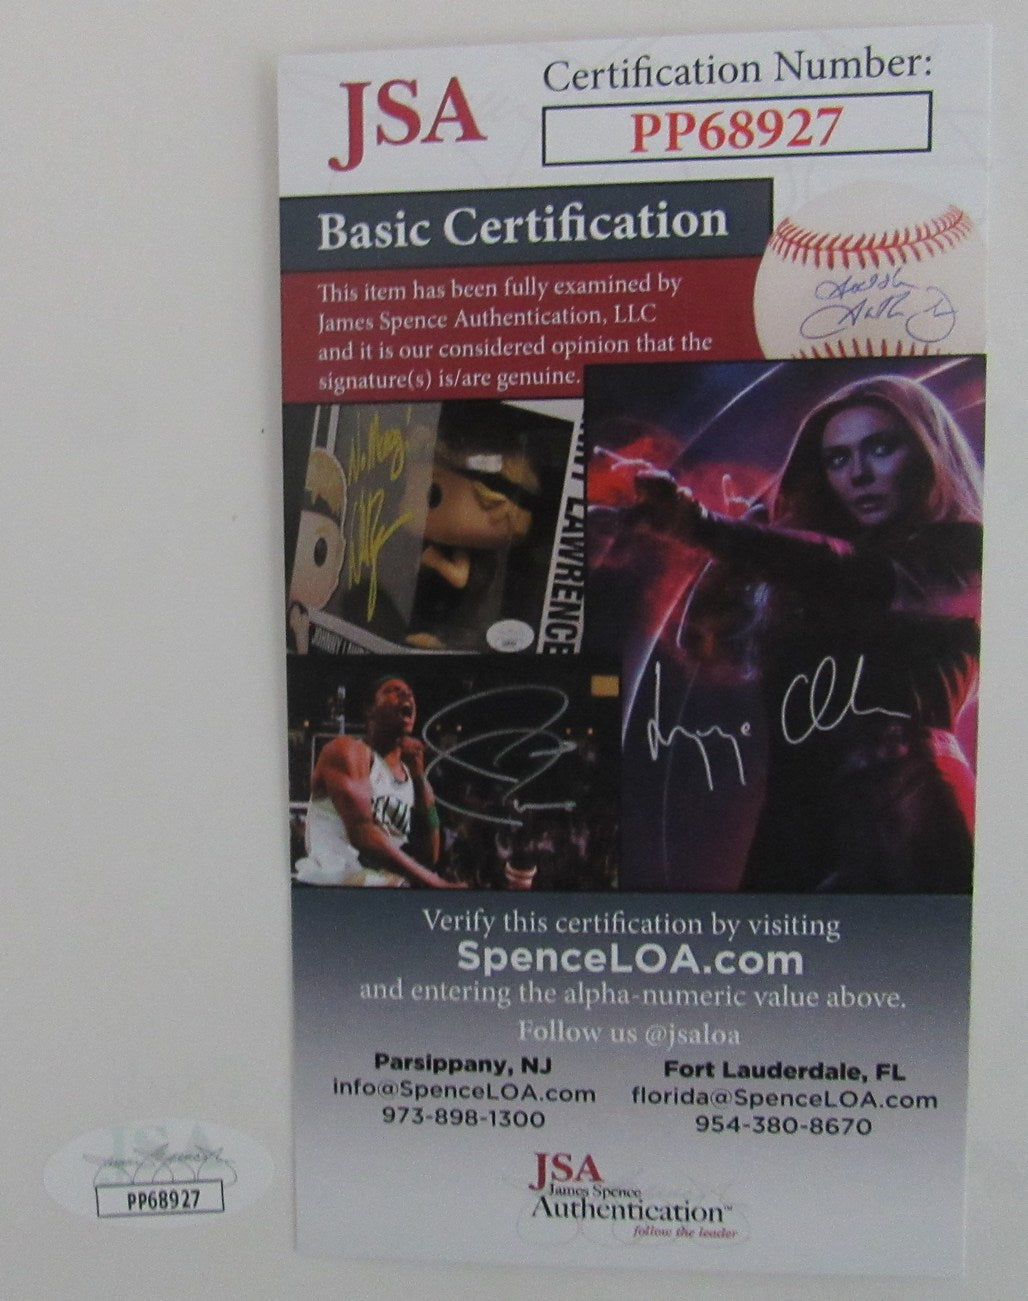 JSA
Certification Number:
PP68927
Basic Certification
This item has been fully examined by
James Spence Authentication, LLC
and it is our considered opinion that the
signature(s) is/are genuine.
LAWRENCE
Verify this certification by visiting
SpenceLOA.com
and entering the alpha-numeric value above.
Follow us @jsaloa
Parsippany, NJ
info@SpenceLOA.com
973-898-1300
Fort Lauderdale, FL
florida@SpenceLOA.com
954-380-8670
JSA
James Spence
Authentication™
follow the leader
JSA
PP68927